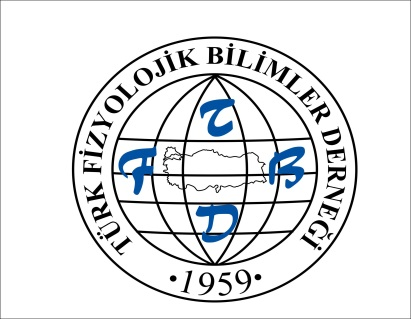 TÜRK FİZYOLOJİK BİLİMLER DERNEĞİ
T
F B
D
•1959•